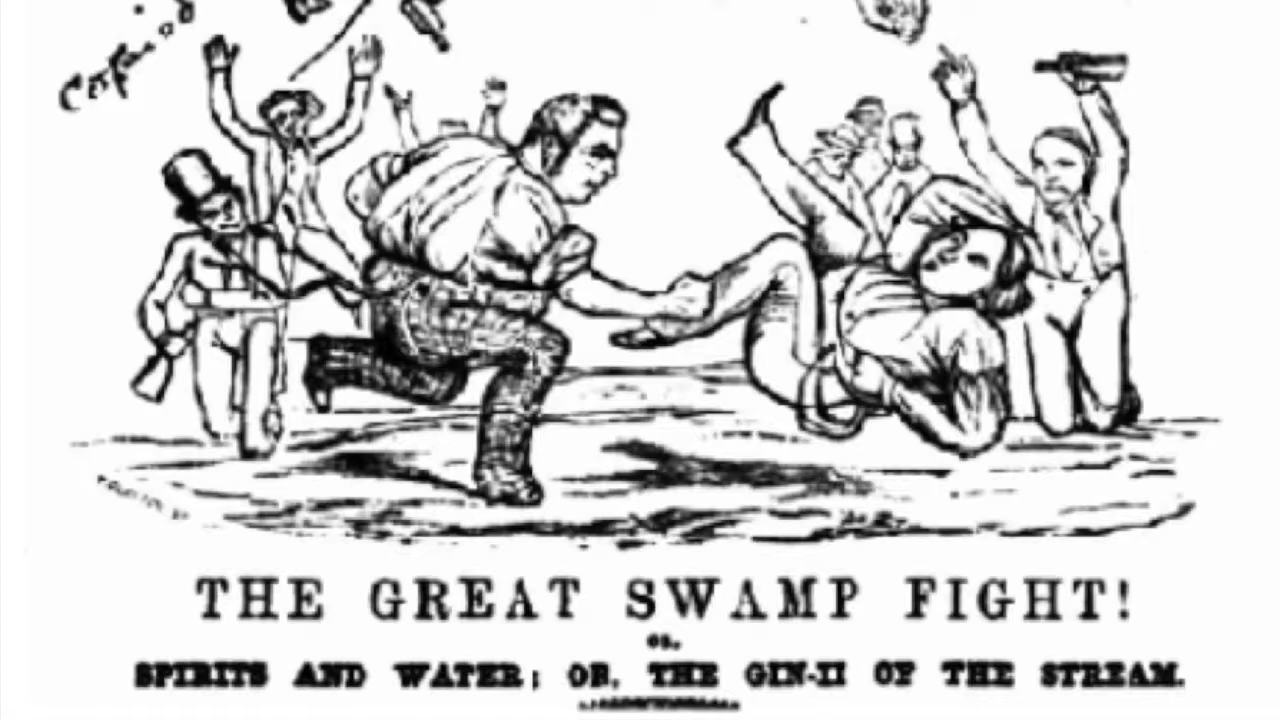 THE GREAT SWAMP FIGHT!
OR,
SPIRITS AND WATER; OR, THE GIN-II OF THE STREAM.